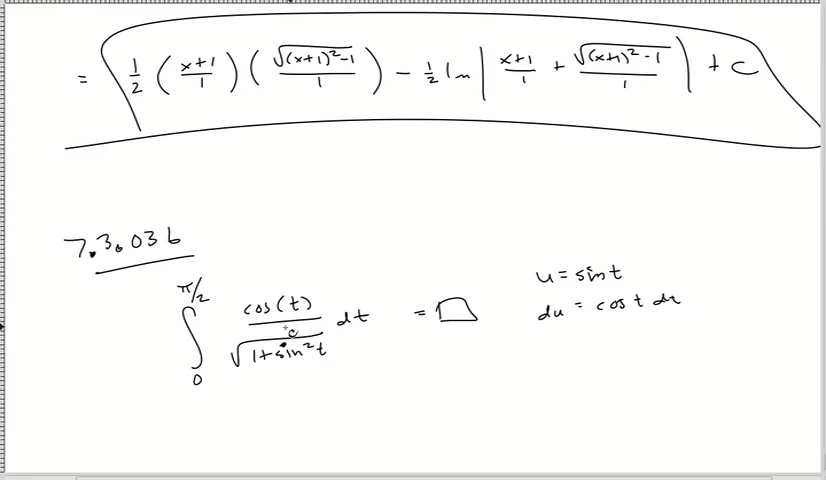 = 1/2 (x+1/1) (√(x+1)²-1/1) - 1/2 ln |x+1/1 + √(x+1)²-1/1| + C
7.3.036
∫₀^π/2 cos(t)/√1+sin²t dt =
u = sin t
du = cos t dt